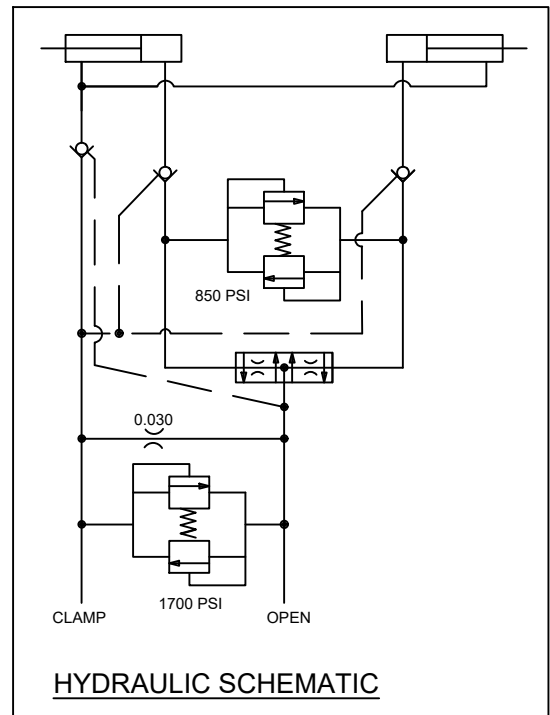 850 PSI
0.030
1700 PSI
CLAMP
OPEN
HYDRAULIC SCHEMATIC